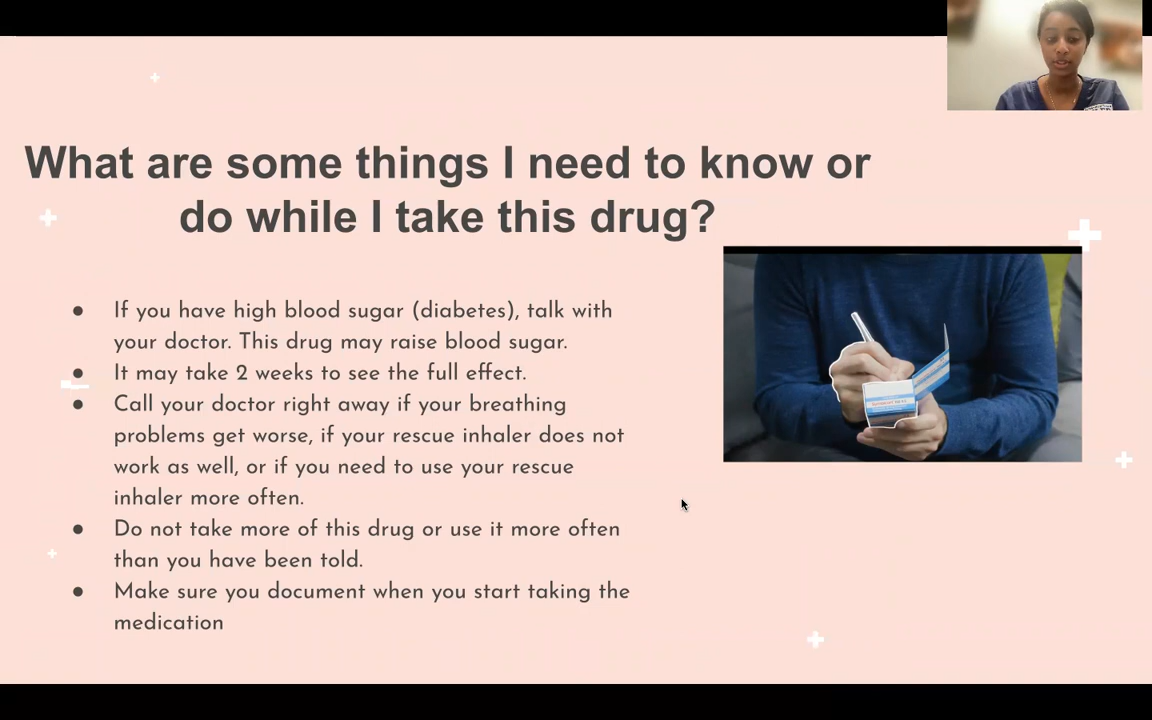 What are some things I need to know or
do while I take this drug?
● If you have high blood sugar (diabetes), talk with
your doctor. This drug may raise blood sugar.
● It may take 2 weeks to see the full effect.
● Call your doctor right away if your breathing
problems get worse, if your rescue inhaler does not
work as well, or if you need to use your rescue
inhaler more often.
● Do not take more of this drug or use it more often
than you have been told.
● Make sure you document when you start taking the
medication